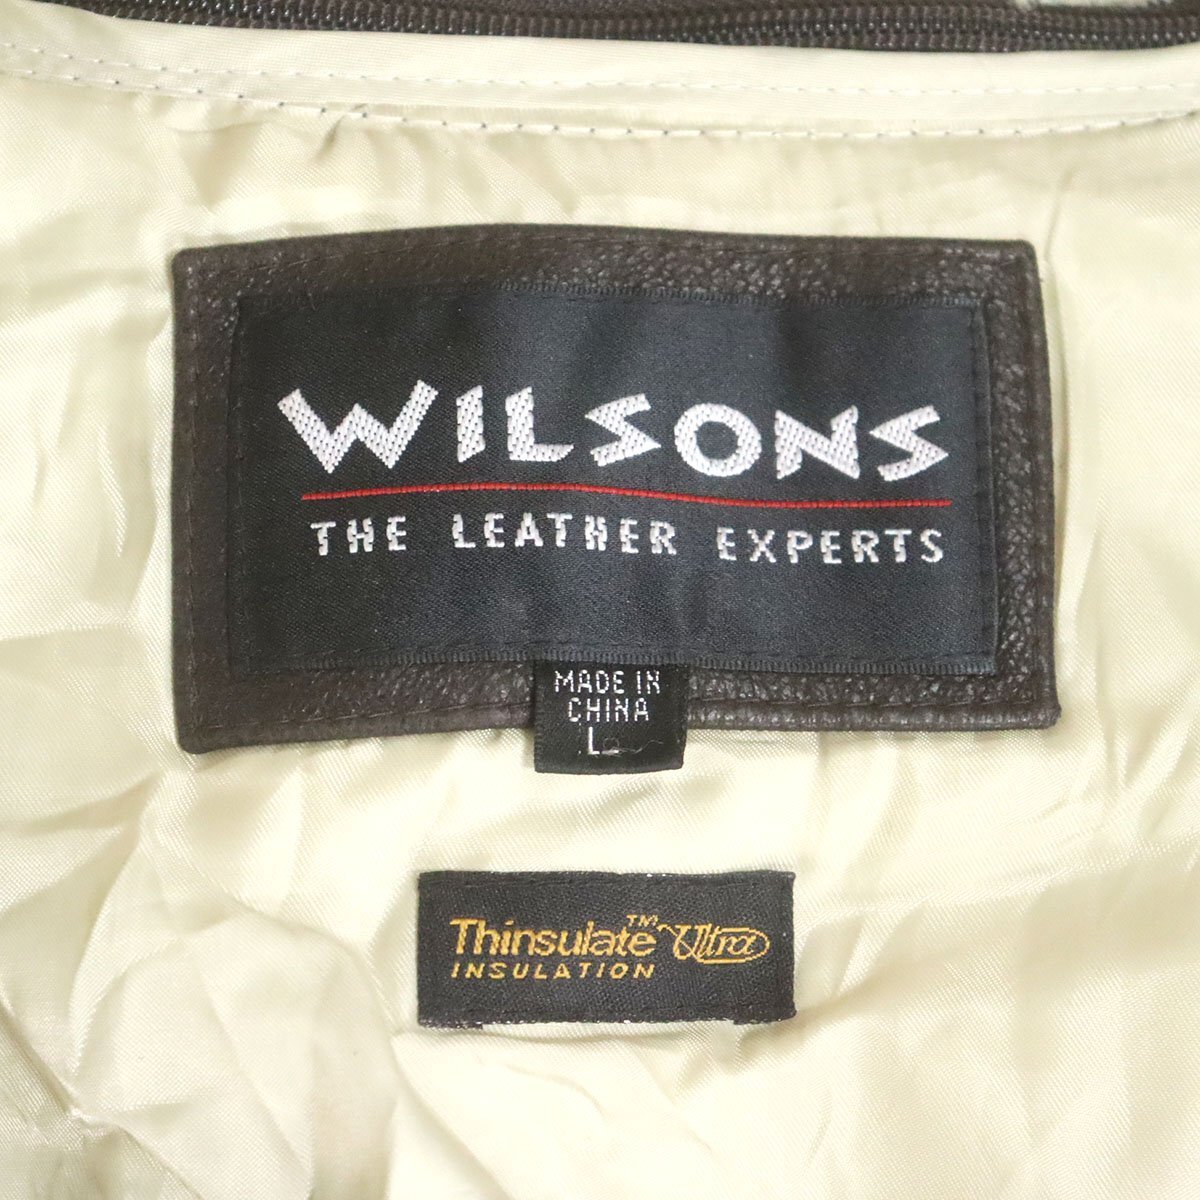 WILSONS
THE LEATHER EXPERTS
MADE IN
CHINA
L
Thinsulate™ Ultra
INSULATION